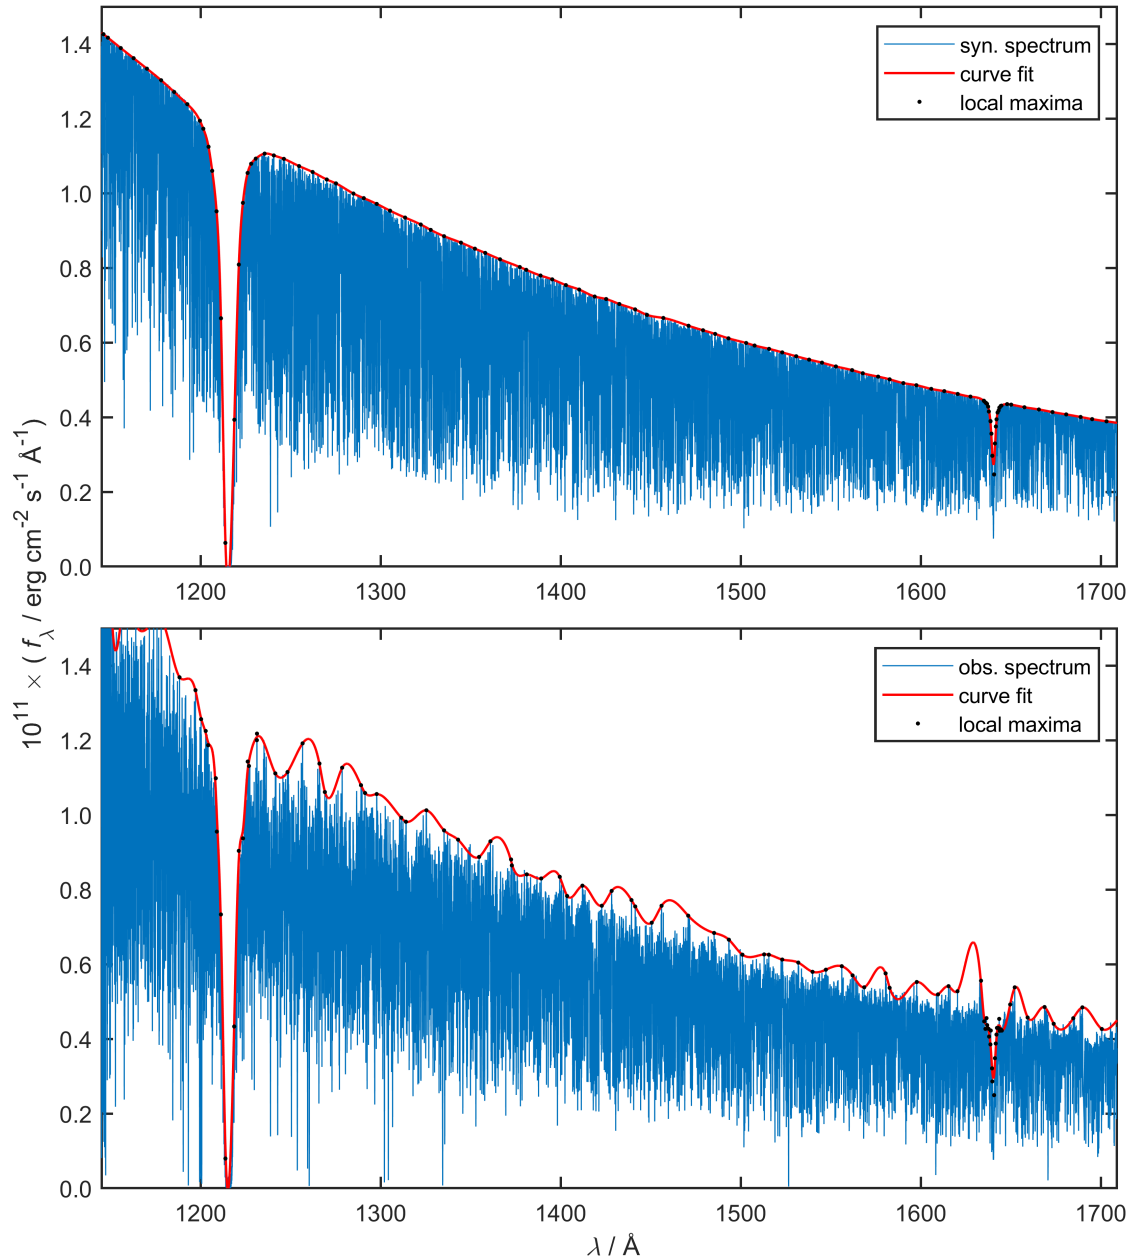 1.4
1.2
1.0
0.8
0.6
0.4
0.2
0.0
syn. spectrum
curve fit
local maxima
1200 1300 1400 1500 1600 1700
10¹¹ × ( f_λ / erg cm⁻² s⁻¹ Å⁻¹)
1.4
1.2
1.0
0.8
0.6
0.4
0.2
0.0
obs. spectrum
curve fit
local maxima
1200 1300 1400 1500 1600 1700
λ / Å